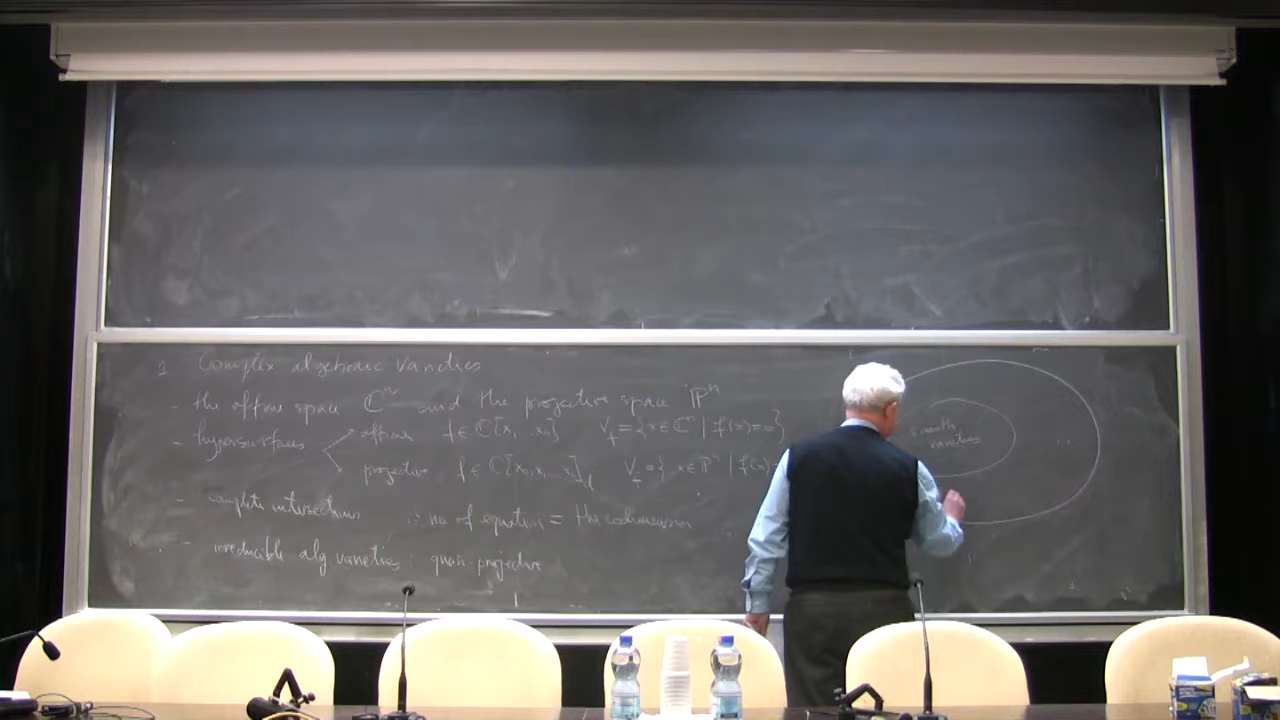 1 Complex algebraic varieties
- the affine space ℂⁿ and the projective space ℙⁿ
- hypersurfaces affine f∈ℂ[x₁ .. xₙ] V_f={x∈ℂⁿ | f(x)=0}
projective f∈ℂ[x₀,x₁ .. xₙ]_d V_f={ x∈ℙⁿ | f(x)=
- complete intersections no of equation = the codimension
- irreducible alg varieties: quasi-projective
smooth
varieties